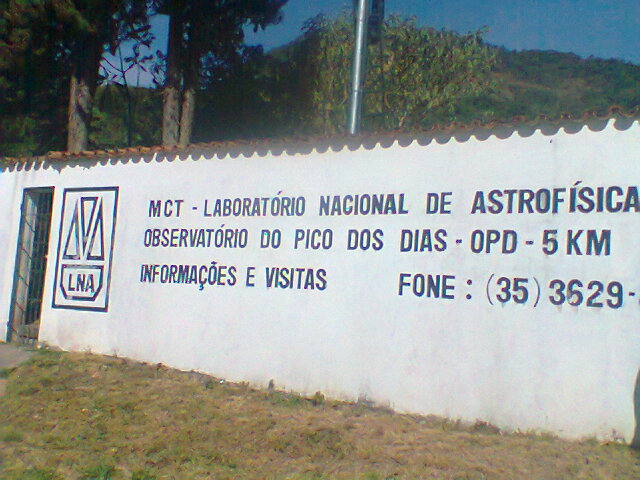 MCT - LABORATÓRIO NACIONAL DE ASTROFÍSICA
OBSERVATÓRIO DO PICO DOS DIAS - OPD - 5 KM
INFORMAÇÕES E VISITAS FONE : (35) 3629-
LNA